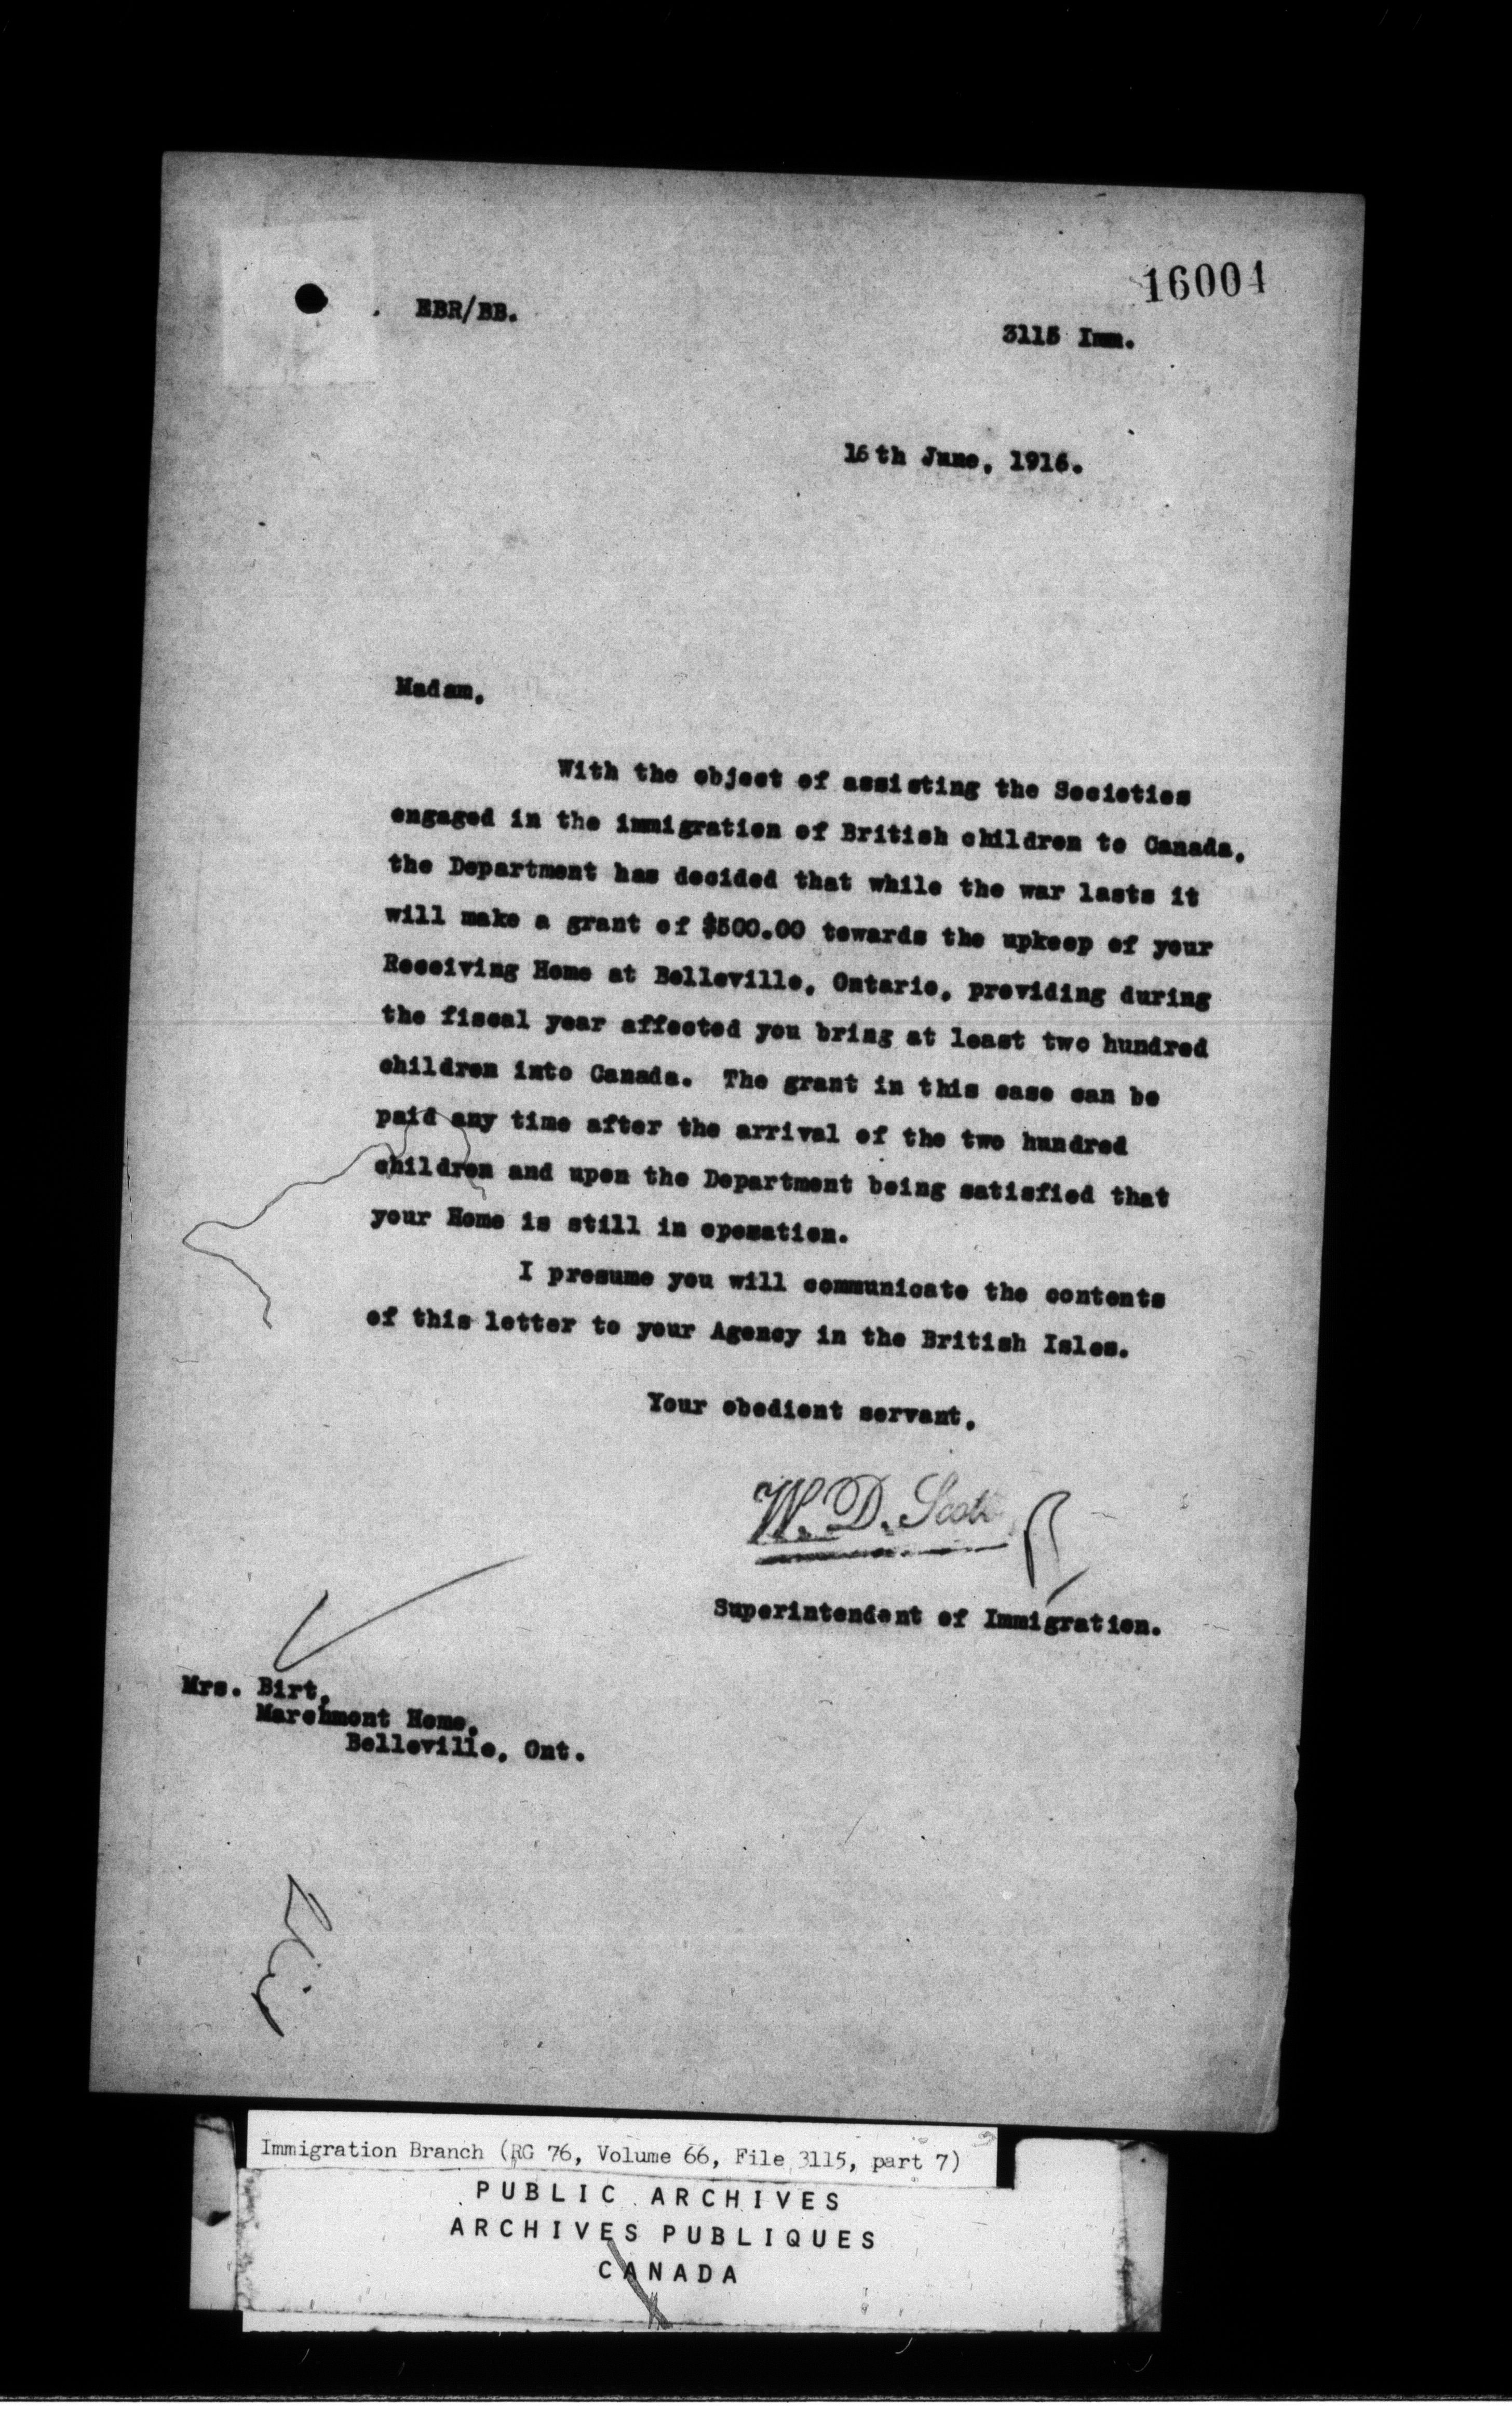 16004
EBR/BB.
3115 Imm.
16th June, 1916.
Madam,
With the object of assisting the Societies
engaged in the immigration of British children to Canada,
the Department has decided that while the war lasts it
will make a grant of $500.00 towards the upkeep of your
Receiving Home at Belleville, Ontario, providing during
the fiscal year affected you bring at least two hundred
children into Canada. The grant in this case can be
paid any time after the arrival of the two hundred
children and upon the Department being satisfied that
your Home is still in operation.
I presume you will communicate the contents
of this letter to your Agency in the British Isles.
Your obedient servant,
W. D. Scott
Superintendent of Immigration.
Mrs. Birt,
Marchmont Home,
Belleville, Ont.
Immigration Branch (RG 76, Volume 66, File 3115, part 7)
PUBLIC ARCHIVES
ARCHIVES PUBLIQUES
CANADA